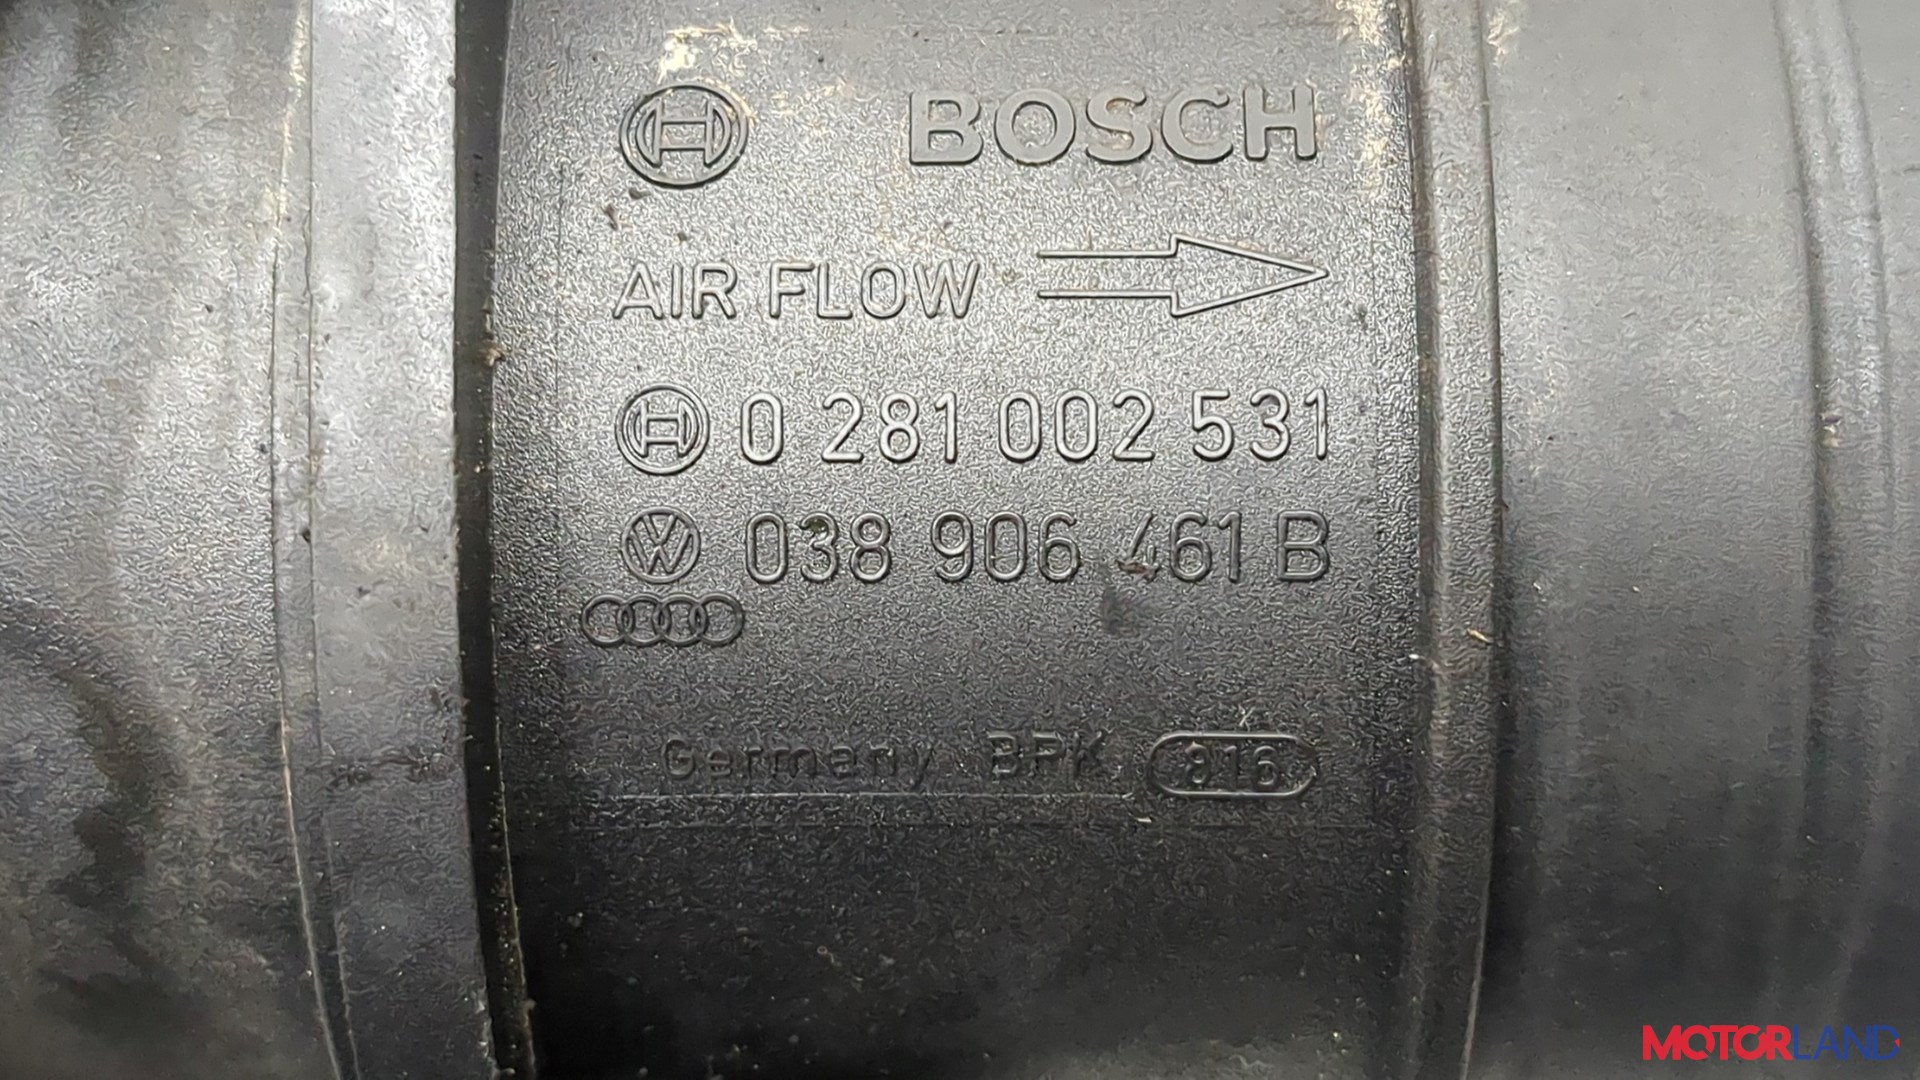 BOSCH
AIR FLOW
0 281 002 531
038 906 461 B
Germany BPK 816
MOTORLAND